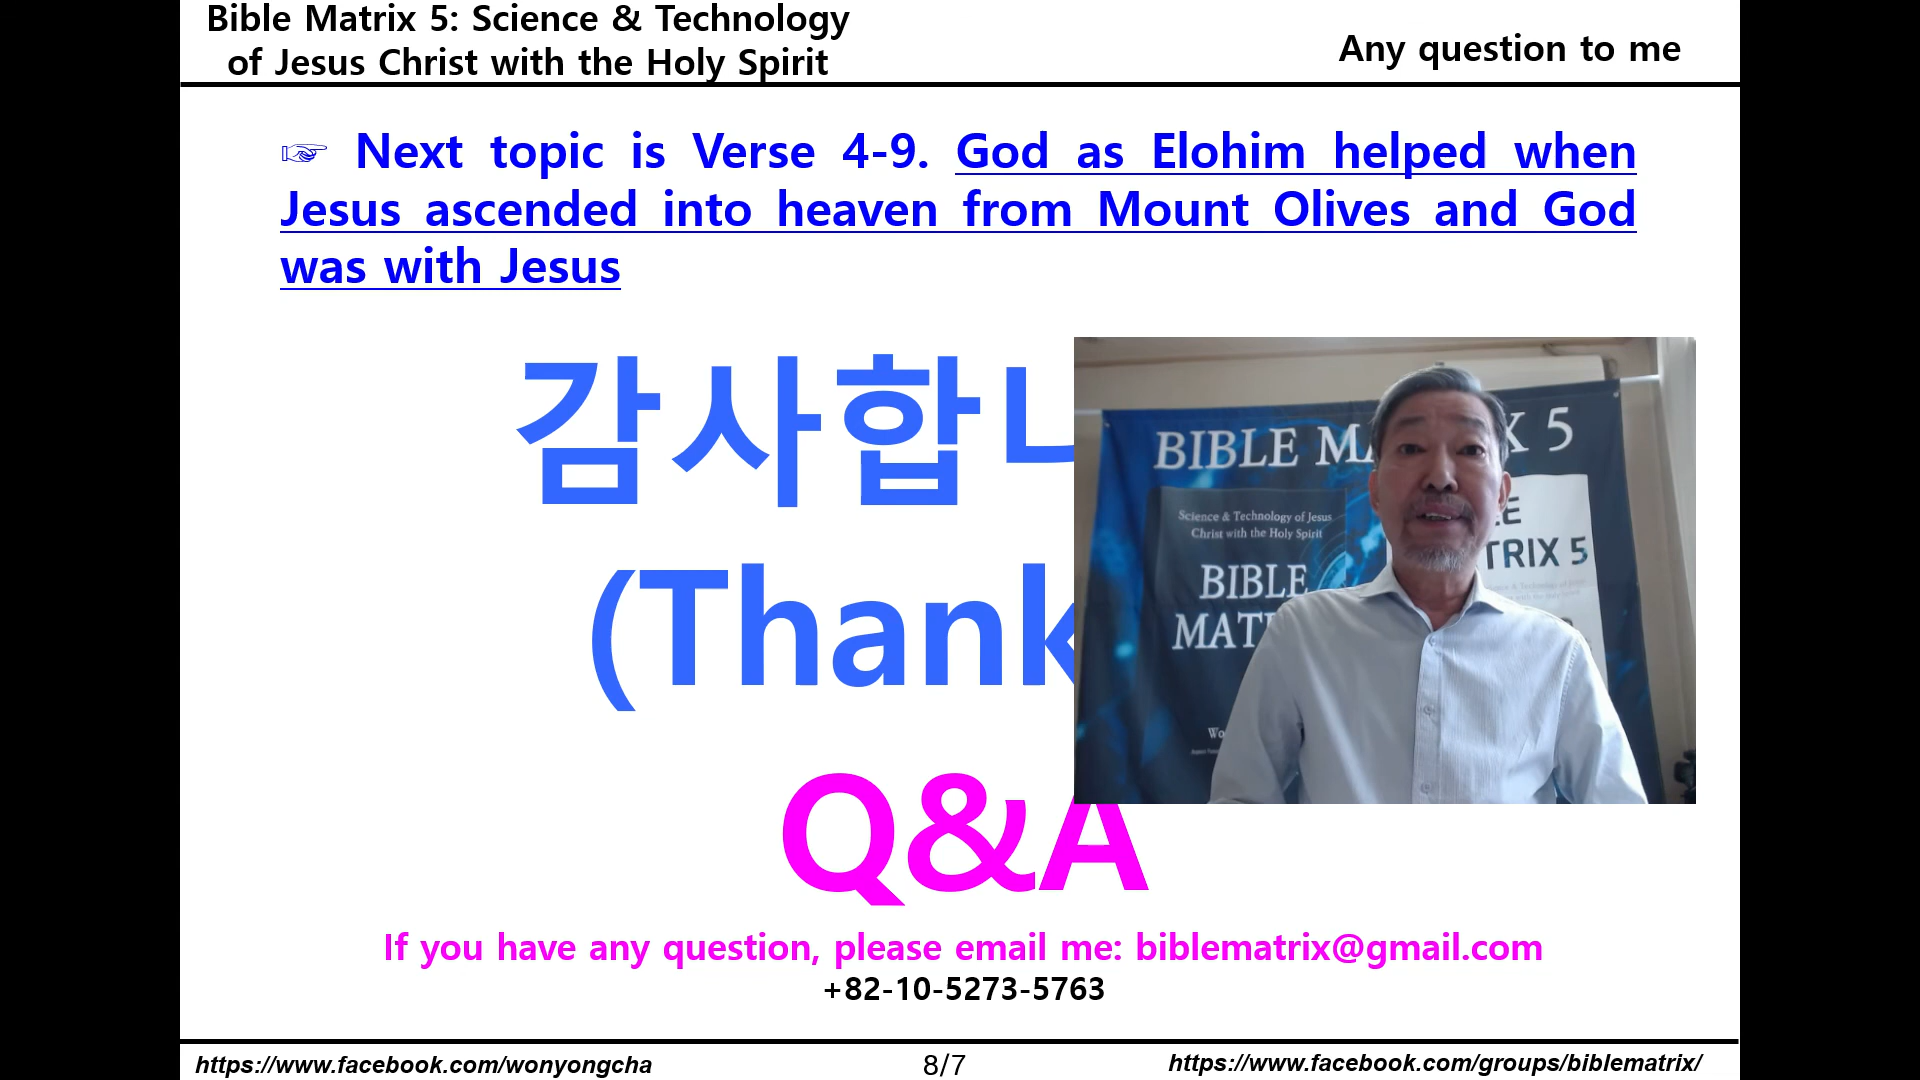 Bible Matrix 5: Science & Technology
of Jesus Christ with the Holy Spirit
Any question to me
☞ Next topic is Verse 4-9. God as Elohim helped when
Jesus ascended into heaven from Mount Olives and God
was with Jesus
감사합니
(Thank
BIBLE MA X 5
Science & Technology of Jesus
Christ with the Holy Spirit
BIBLE
MAT
Wo
LE
TRIX 5
Q&A
If you have any question, please email me: biblematrix@gmail.com
+82-10-5273-5763
https://www.facebook.com/wonyongcha
8/7
https://www.facebook.com/groups/biblematrix/